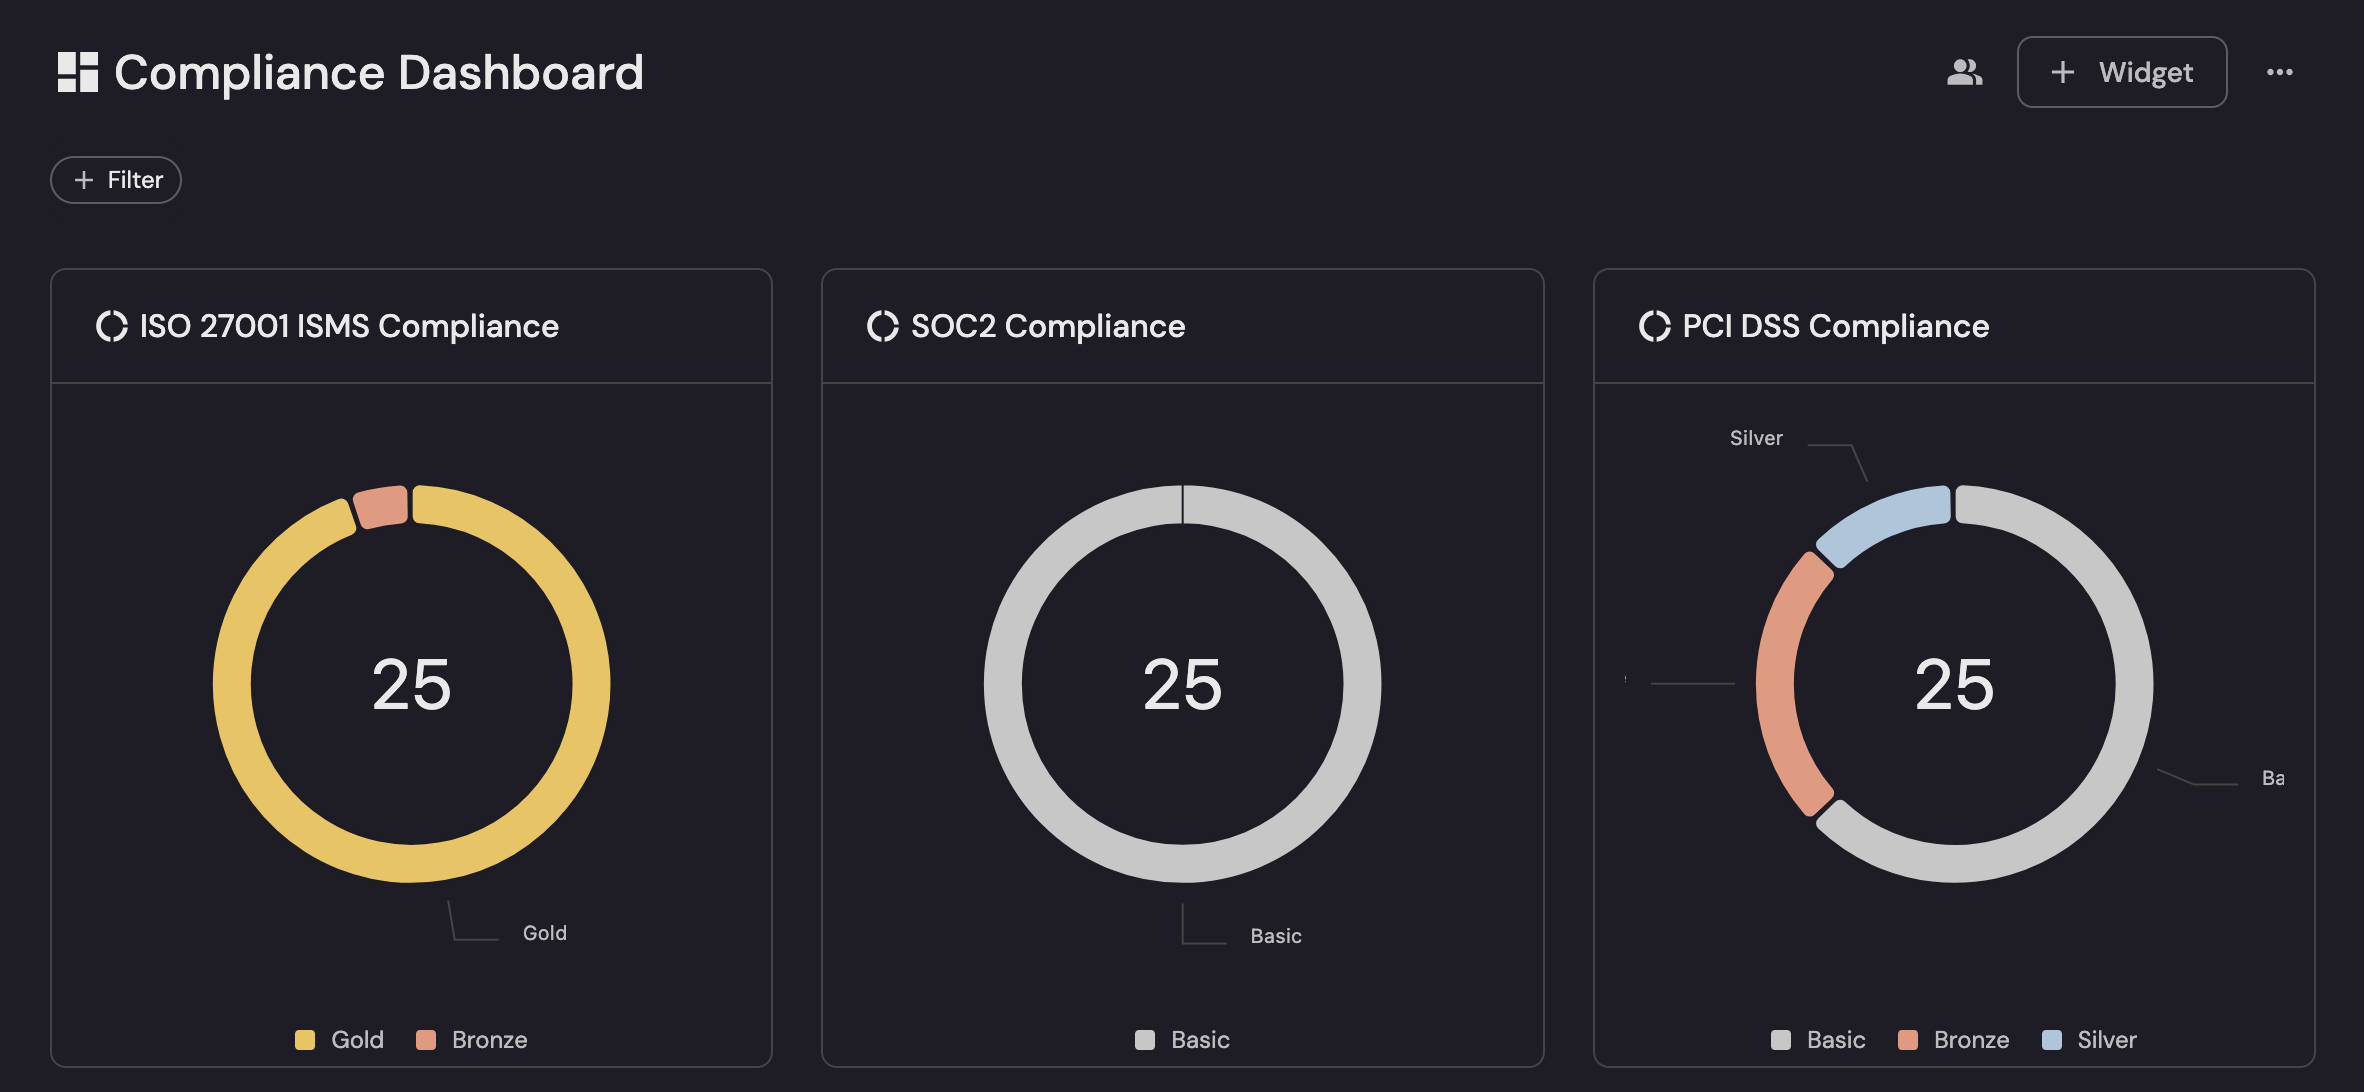 Compliance Dashboard
Widget
Filter
ISO 27001 ISMS Compliance
SOC2 Compliance
PCI DSS Compliance
25
Gold
Gold Bronze
25
Basic
Basic
Silver
25
Ba
Basic Bronze Silver